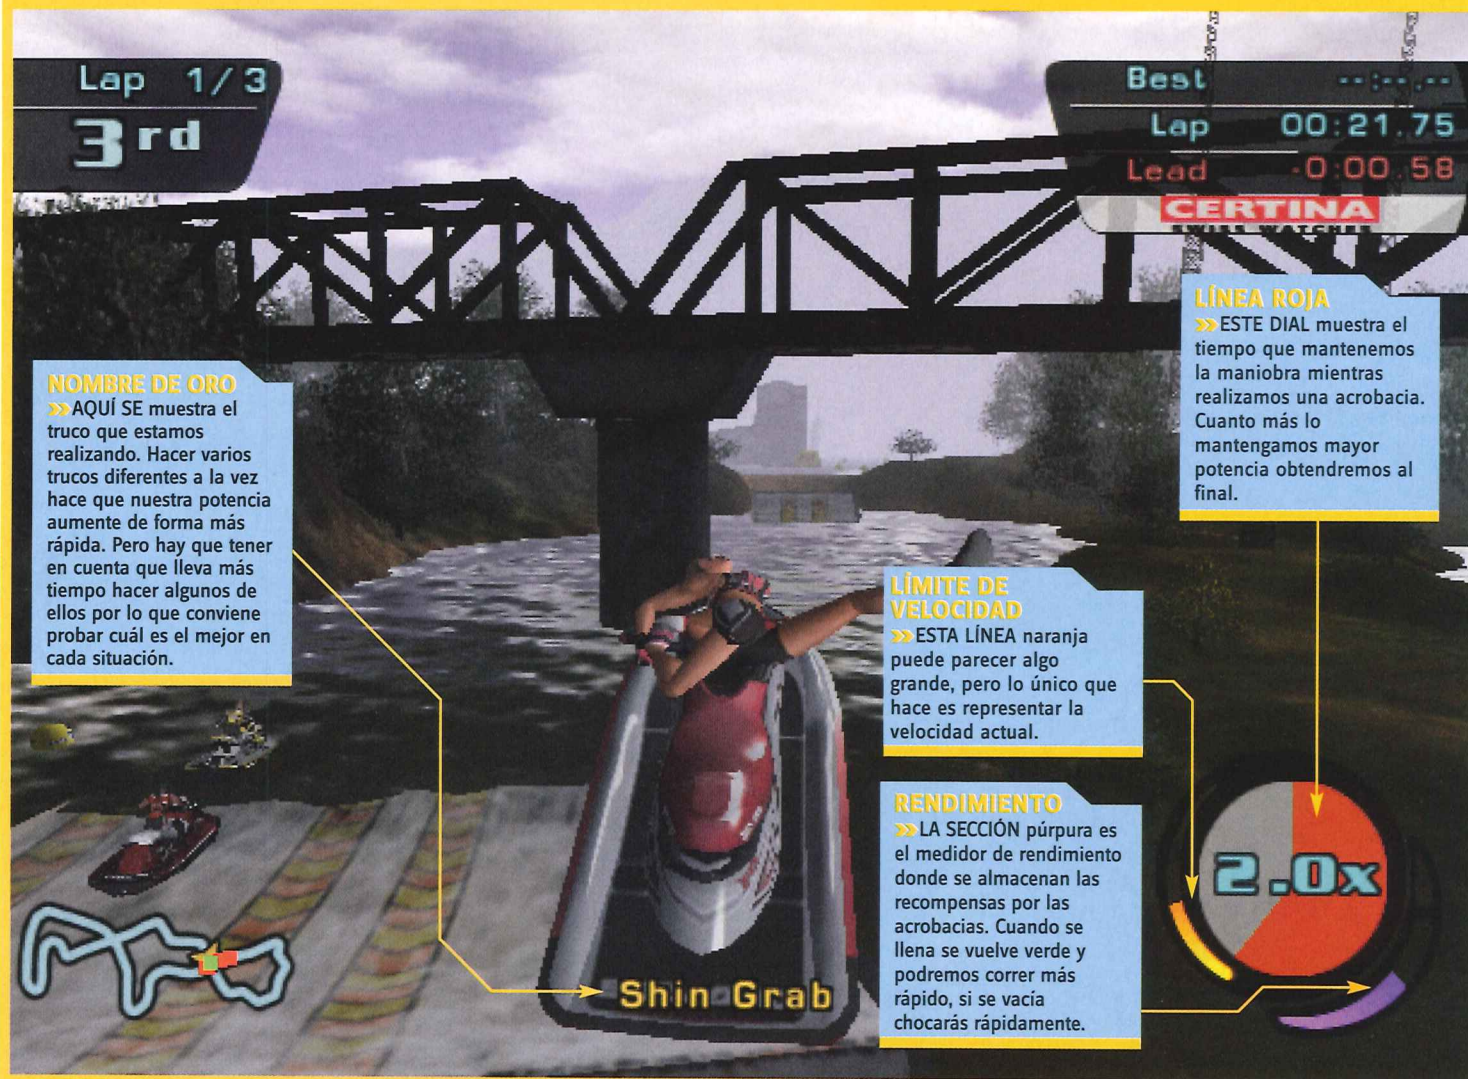 Lap 1/3
3rd
Best --:--.--
Lap 00:21.75
Lead -0:00.58
CERTINA
SWISS WATCHES
LÍNEA ROJA
»ESTE DIAL muestra el
tiempo que mantenemos
la maniobra mientras
realizamos una acrobacia.
Cuanto más lo
mantengamos mayor
potencia obtendremos al
final.
NOMBRE DE ORO
»AQUÍ SE muestra el
truco que estamos
realizando. Hacer varios
trucos diferentes a la vez
hace que nuestra potencia
aumente de forma más
rápida. Pero hay que tener
en cuenta que lleva más
tiempo hacer algunos de
ellos por lo que conviene
probar cuál es el mejor en
cada situación.
LÍMITE DE
VELOCIDAD
»ESTA LÍNEA naranja
puede parecer algo
grande, pero lo único que
hace es representar la
velocidad actual.
RENDIMIENTO
»LA SECCIÓN púrpura es
el medidor de rendimiento
donde se almacenan las
recompensas por las
acrobacias. Cuando se
llena se vuelve verde y
podremos correr más
rápido, si se vacía
chocarás rápidamente.
2.0x
Shin Grab